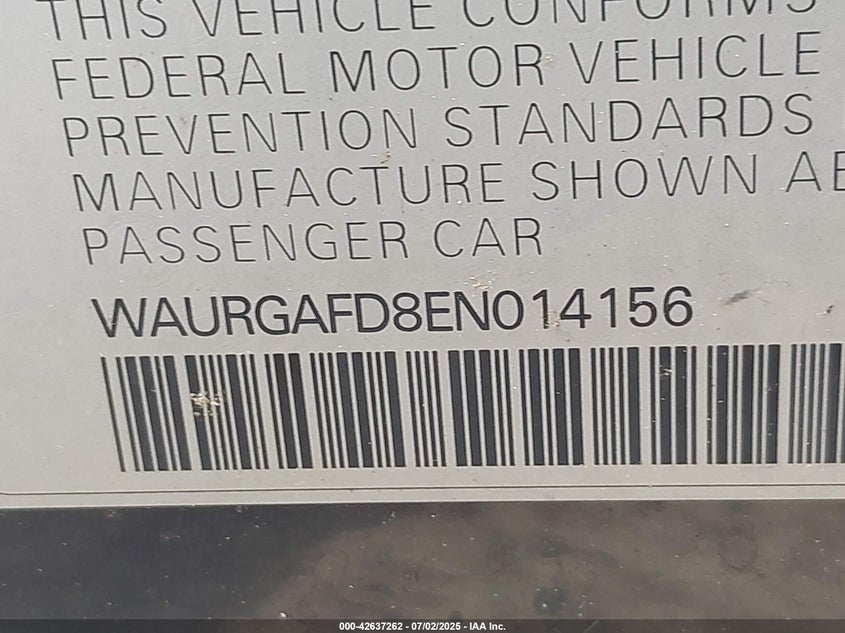 THIS VEHICLE CONFORMS
FEDERAL MOTOR VEHICLE
PREVENTION STANDARDS
MANUFACTURE SHOWN
PASSENGER CAR
WAURGAFD8EN014156
000-42637262 - 07/02/2025 - IAA Inc.